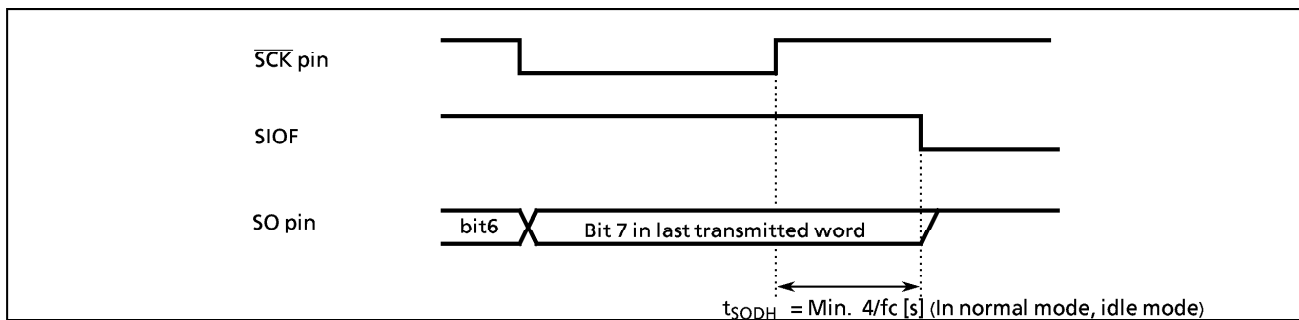 S̅C̅K̅ pin
SIOF
SO pin
bit6
Bit 7 in last transmitted word
tSODH = Min. 4/fc [s] (In normal mode, idle mode)